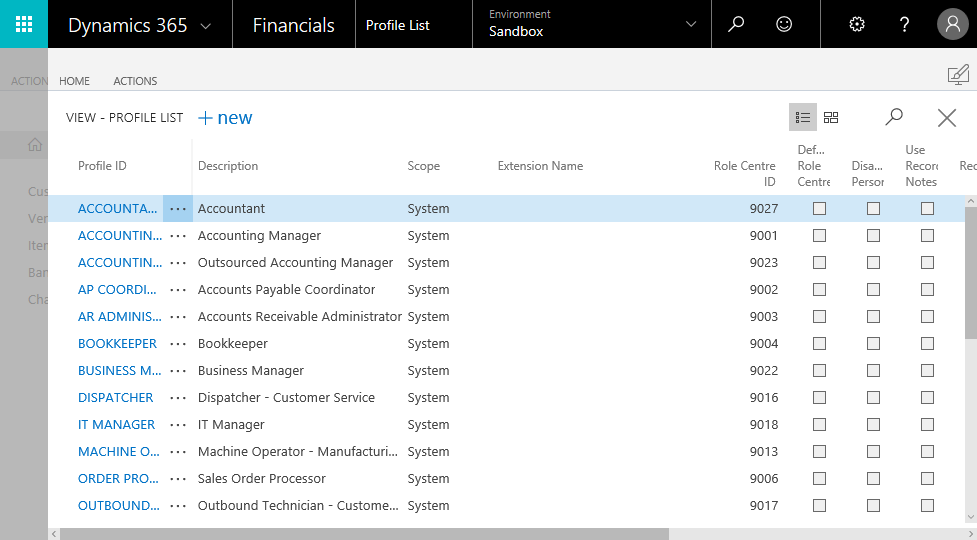 Dynamics 365 Financials Profile List Environment
Sandbox ?
ACTION HOME ACTIONS
VIEW - PROFILE LIST + new
Profile ID Description Scope Extension Name Role Centre ID Def... Role Centre Disa... Person Use Record Notes Rec
ACCOUNTA... ... Accountant System 9027
ACCOUNTIN... ... Accounting Manager System 9001
ACCOUNTIN... ... Outsourced Accounting Manager System 9023
AP COORDI... ... Accounts Payable Coordinator System 9002
AR ADMINIS... ... Accounts Receivable Administrator System 9003
BOOKKEEPER ... Bookkeeper System 9004
BUSINESS M... ... Business Manager System 9022
DISPATCHER ... Dispatcher - Customer Service System 9016
IT MANAGER ... IT Manager System 9018
MACHINE O... ... Machine Operator - Manufacturi... System 9013
ORDER PRO... ... Sales Order Processor System 9006
OUTBOUND... ... Outbound Technician - Custome... System 9017
Cus
Ver
Iten
Ban
Cha